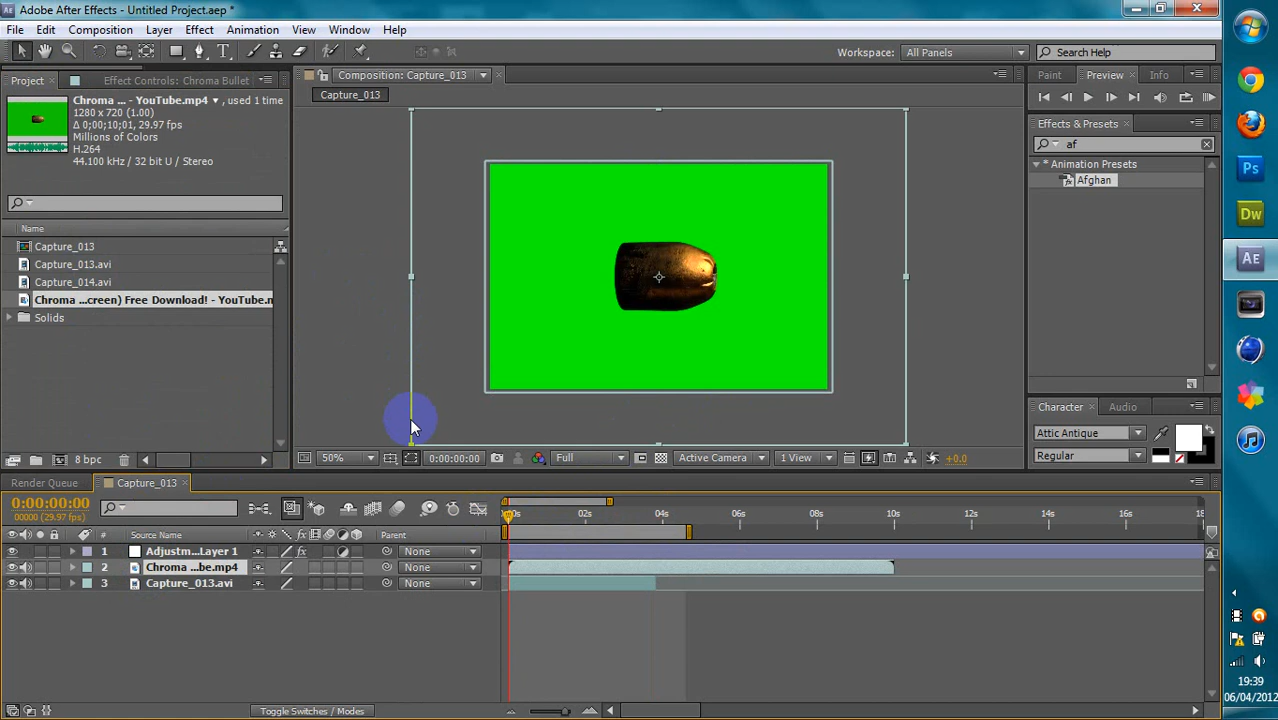 Adobe After Effects - Untitled Project.aep *
File Edit Composition Layer Effect Animation View Window Help
Workspace: All Panels Search Help
Project Effect Controls: Chroma Bullet
Composition: Capture_013
Paint Preview Info
Chroma ... - YouTube.mp4 , used 1 time
1280 x 720 (1.00)
Δ 0;00;10;01, 29.97 fps
Millions of Colors
H.264
44.100 kHz / 32 bit U / Stereo
Capture_013
Effects & Presets
af
* Animation Presets
Afghan
Name
Capture_013
Capture_013.avi
Capture_014.avi
Chroma ...creen) Free Download! - YouTube.m
Solids
Character Audio
Attic Antique
Regular
8 bpc
50% 0:00:00:00 Full Active Camera 1 View +0.0
Render Queue Capture_013
0:00:00:00
00000 (29.97 fps)
02s 04s 06s 08s 10s 12s 14s 16s 18
# Source Name Parent
1 Adjustm...Layer 1 None
2 Chroma ...be.mp4 None
3 Capture_013.avi None
Toggle Switches / Modes
Ps
Dw
AE
19:39
06/04/2012